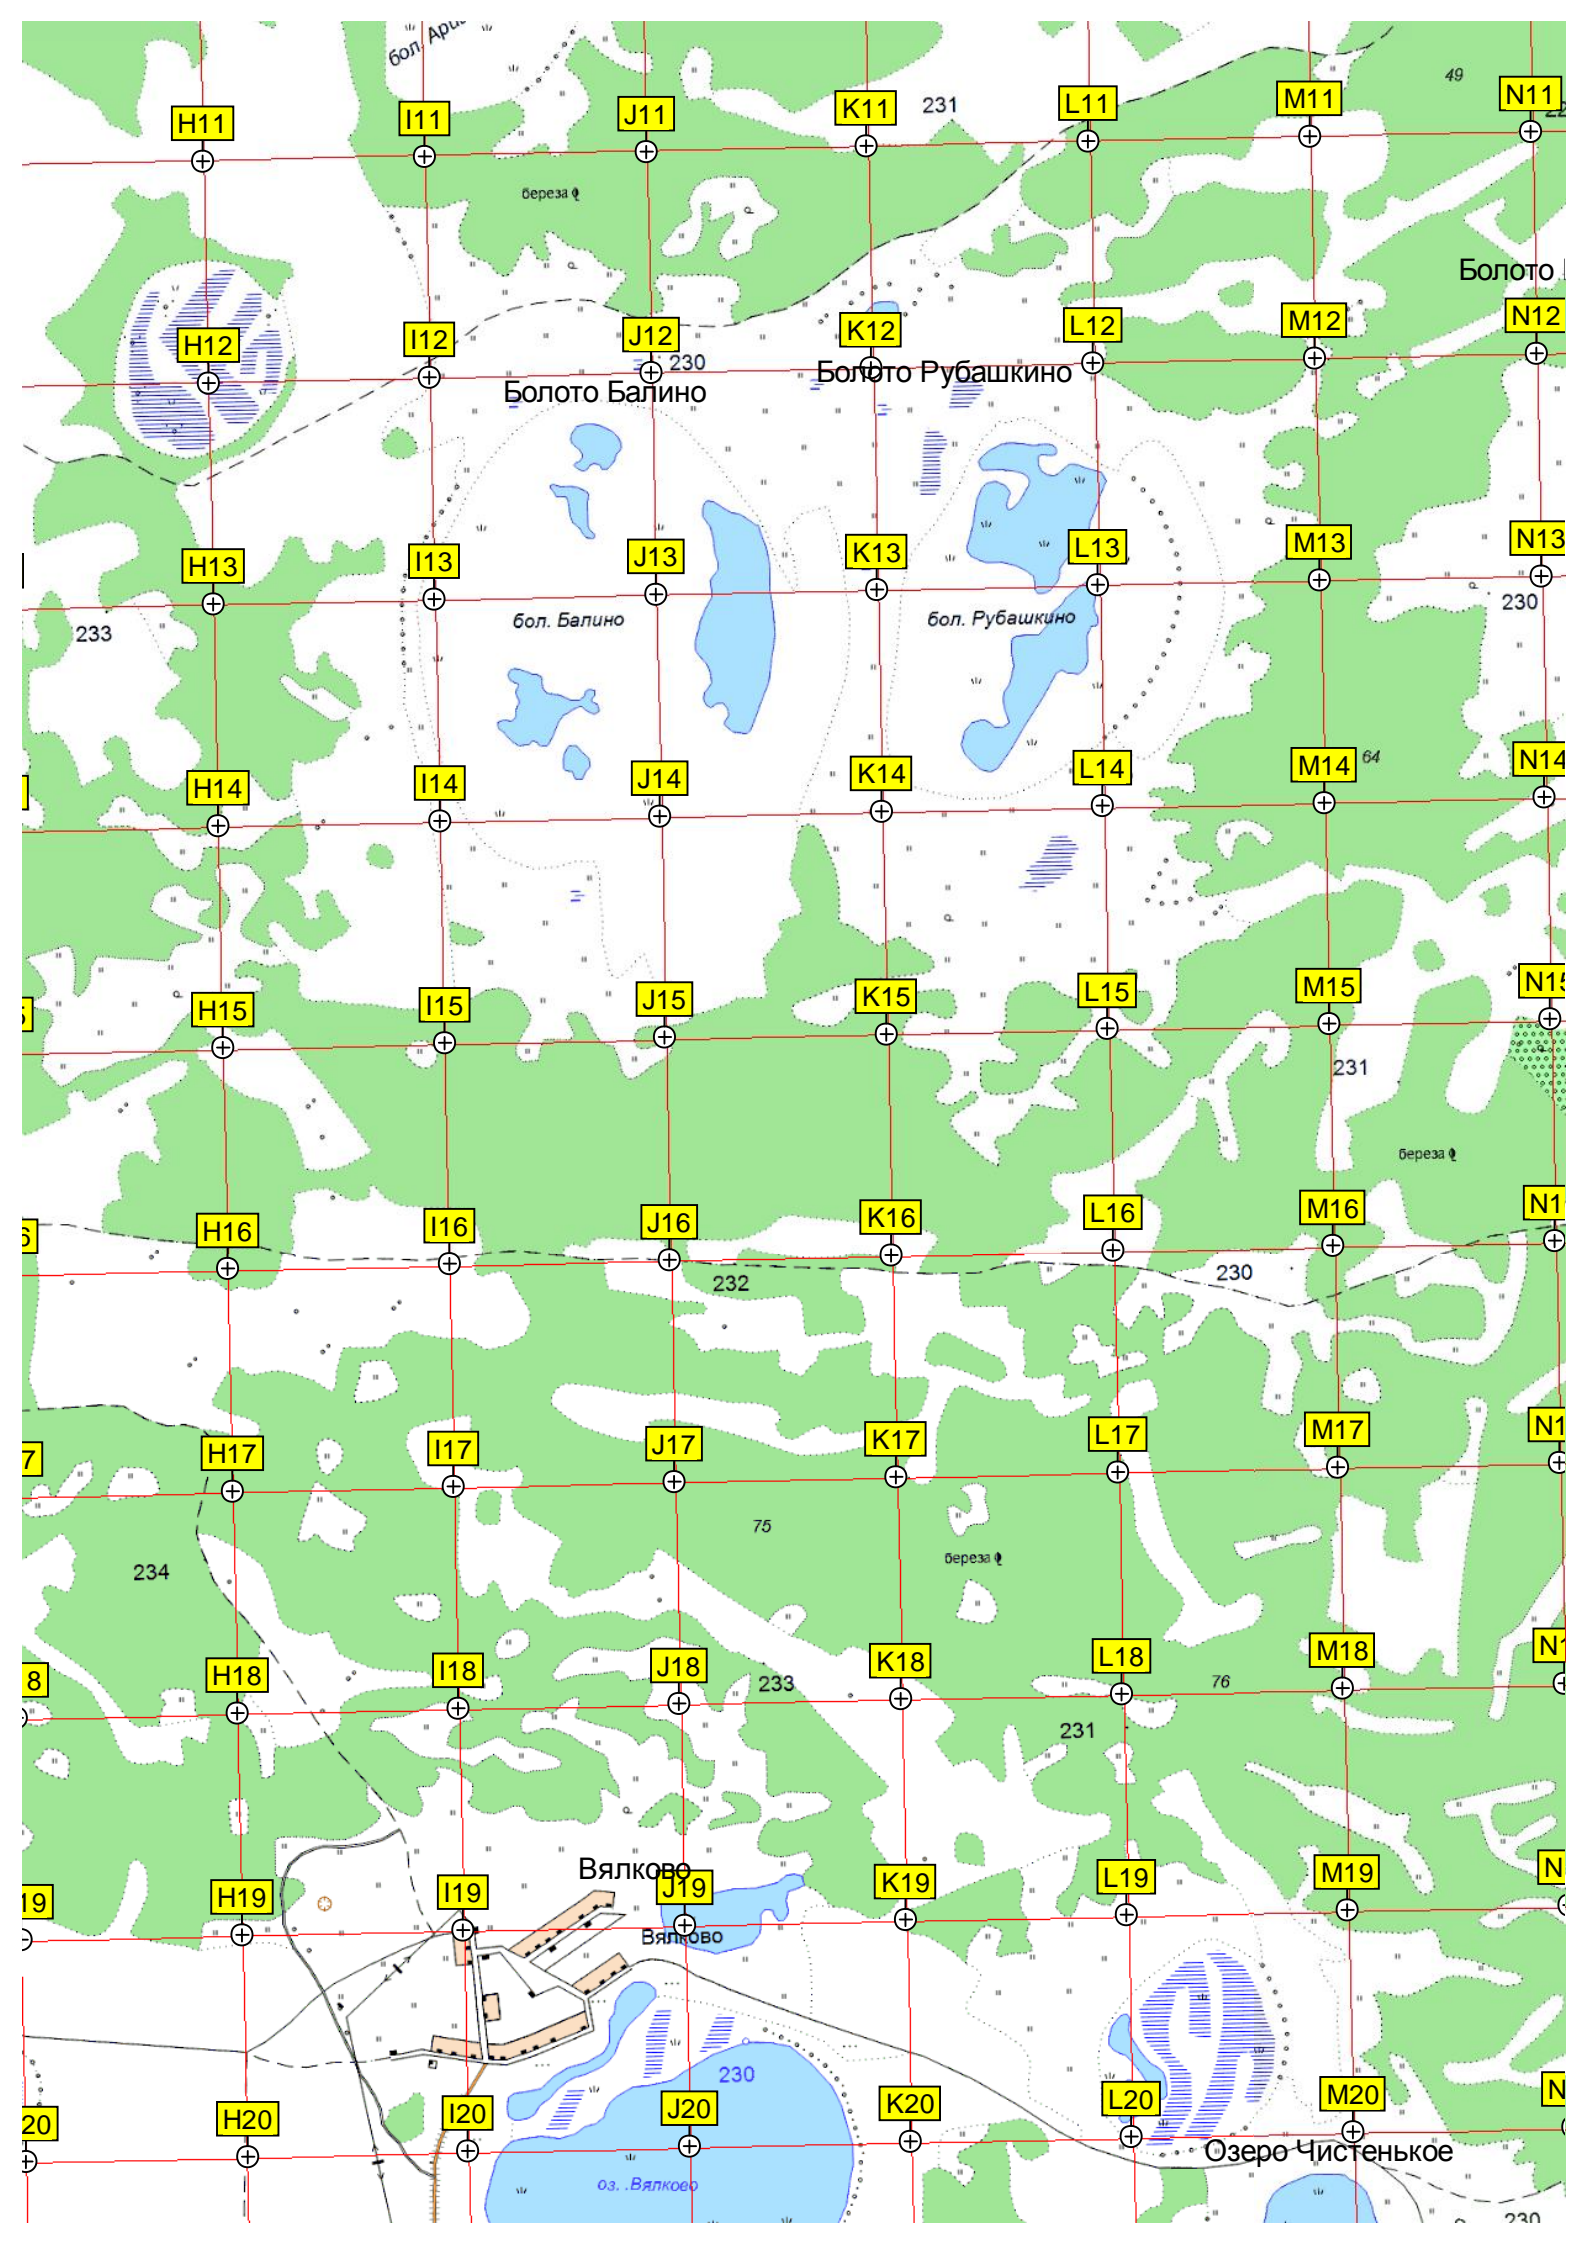 бол.
49
H11 I11 J11 K11 231 L11 M11 N11
береза
Болото
H12 I12 J12 230 K12 L12 M12 N12
Болото Балино Болото Рубашкино
H13 I13 J13 K13 L13 M13 N13
233 бол. Балино бол. Рубашкино 230
H14 I14 J14 K14 L14 M14 64 N14
H15 I15 J15 K15 L15 M15 N15
231
береза
H16 I16 J16 K16 L16 M16
232 230
H17 I17 J17 K17 L17 M17
75
234 береза
H18 I18 J18 233 K18 L18 76 M18
231
Вялково
19 H19 I19 J19 K19 L19 M19
Вялково
230
20 H20 I20 J20 K20 L20 M20
Озеро Чистенькое
оз. .Вялково
230